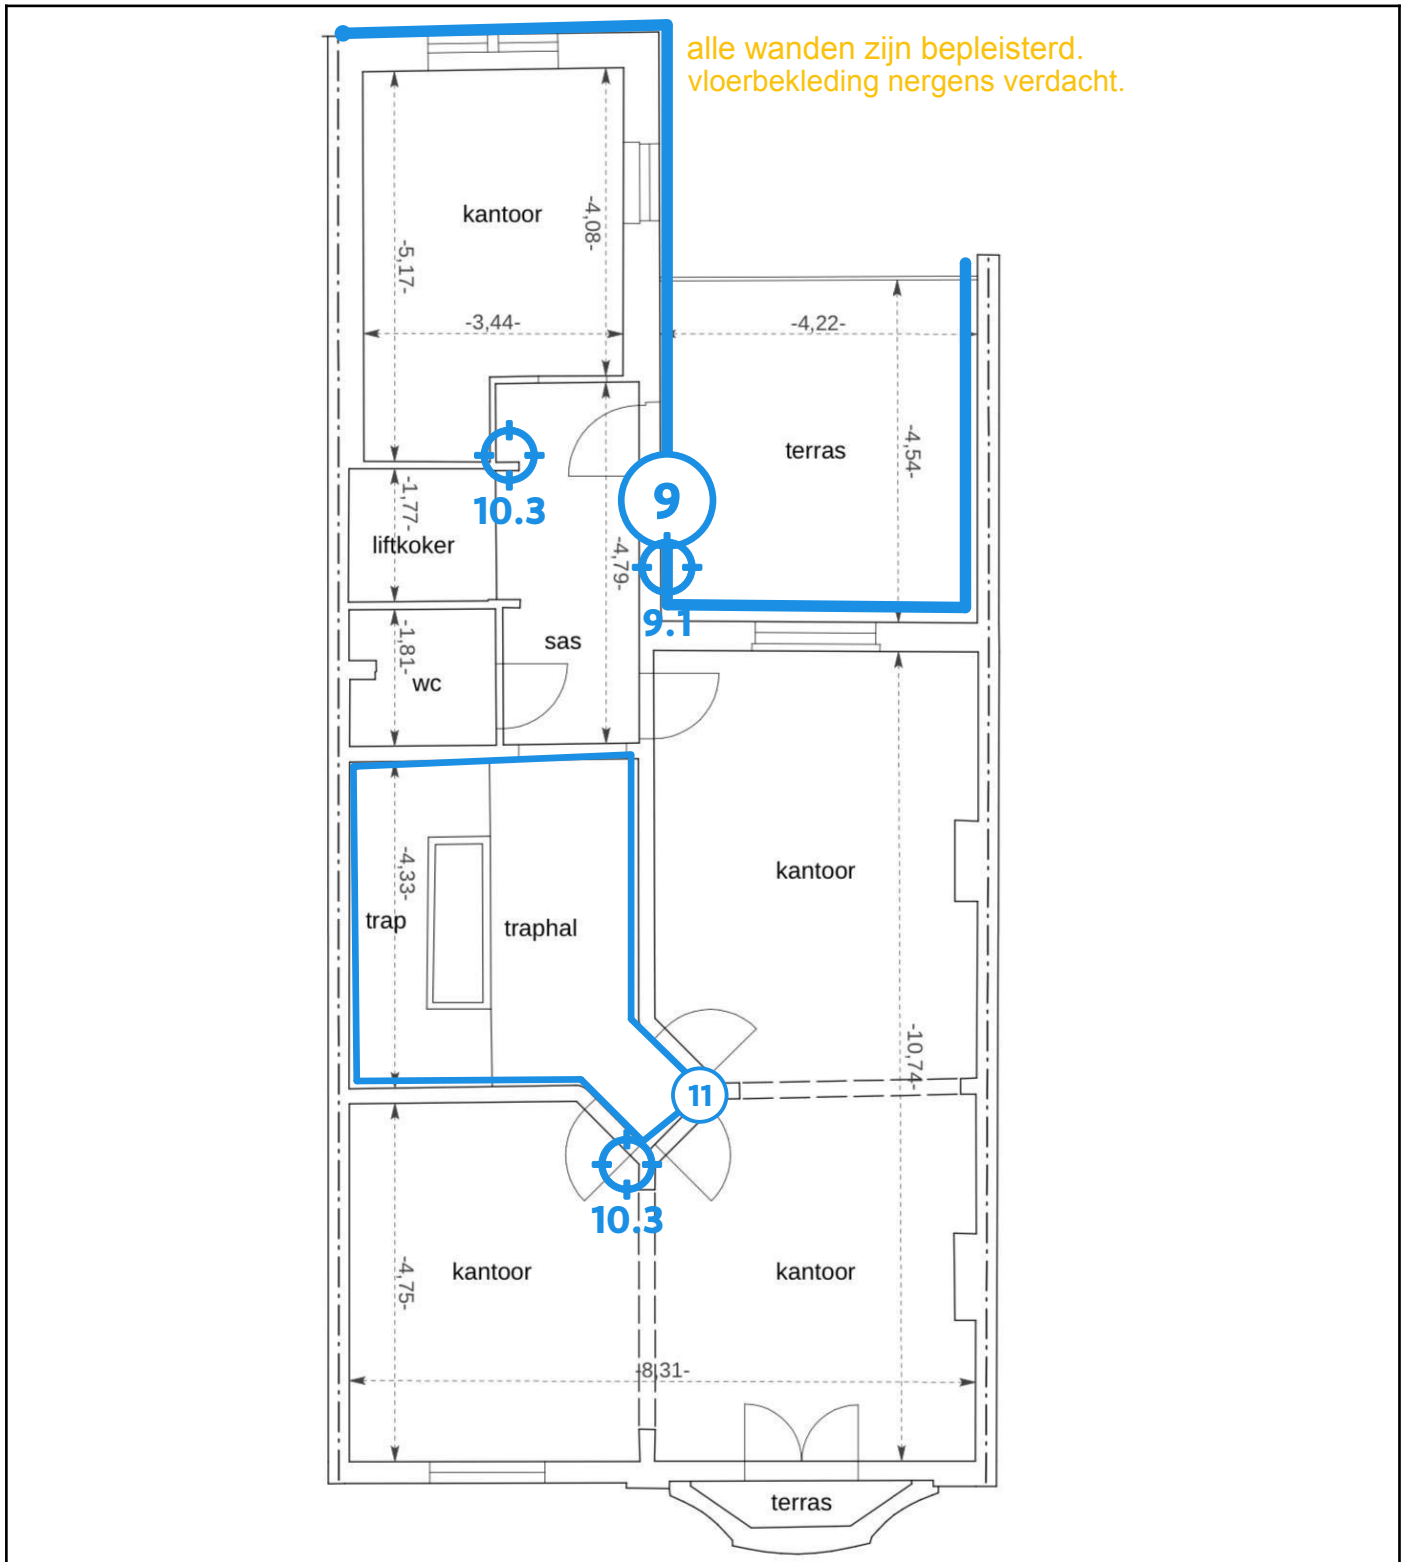 alle wanden zijn bepleisterd.
vloerbekleding nergens verdacht.
kantoor
-4,08-
-5,17-
-3,44-
-4,22-
terras
-4,54-
9
10.3
-1,77-
liftkoker
-4,79-
9.1
-1,81-
sas
wc
kantoor
-4,33-
trap
traphal
-10,74-
11
10.3
kantoor
-4,75-
kantoor
-8,31-
terras